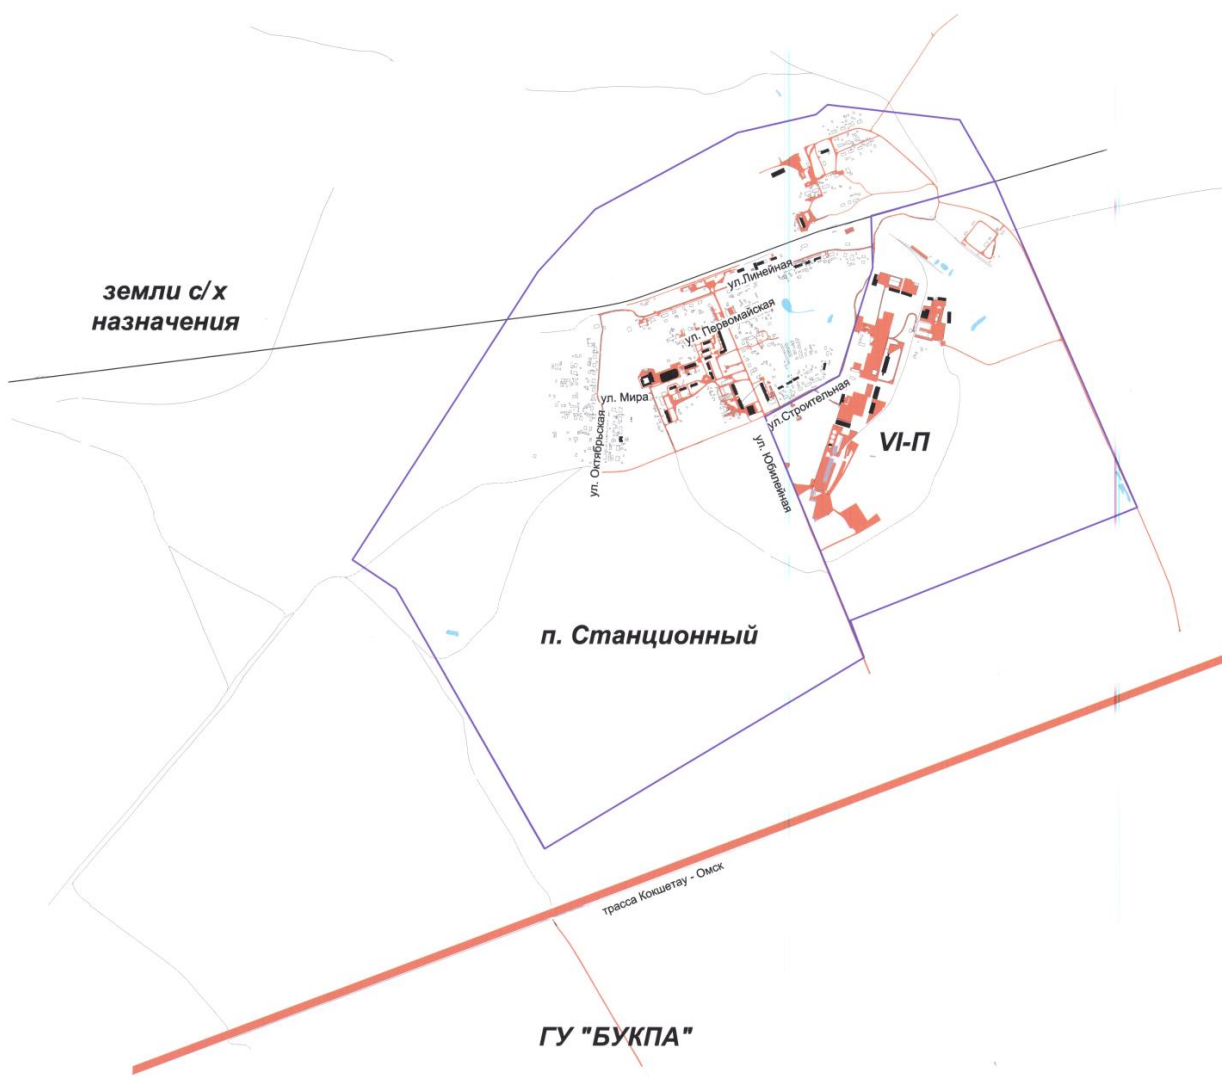 земли с/х
назначения
ул.Линейная
ул. Первомайская
ул. Мира
ул. Октябрьская
ул.Строительная
ул. Юбилейная
VI-П
п. Станционный
трасса Кокшетау - Омск
ГУ "БУКПА"